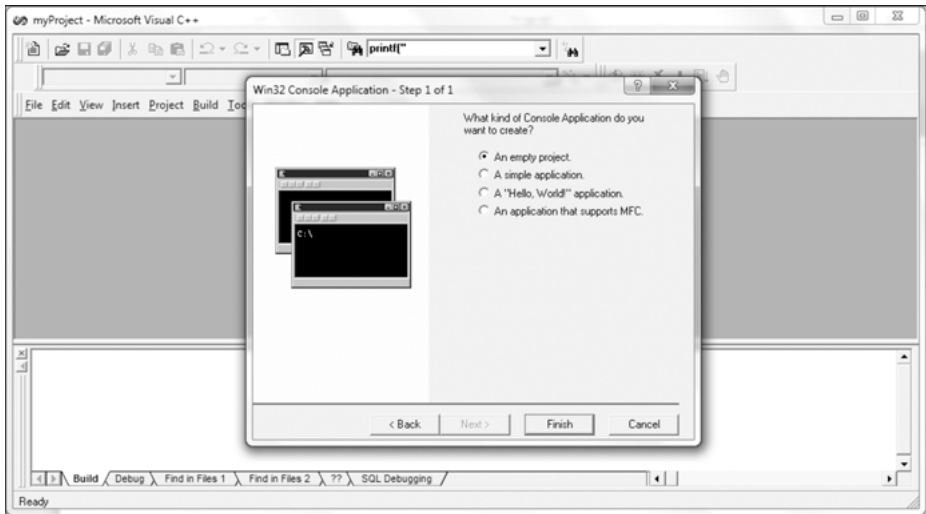 myProject - Microsoft Visual C++
printf("
File Edit View Insert Project Build
Win32 Console Application - Step 1 of 1
What kind of Console Application do you
want to create?
An empty project.
A simple application.
A "Hello, World!" application.
An application that supports MFC.
C:\
< Back Next > Finish Cancel
Build Debug Find in Files 1 Find in Files 2 ?? SQL Debugging
Ready